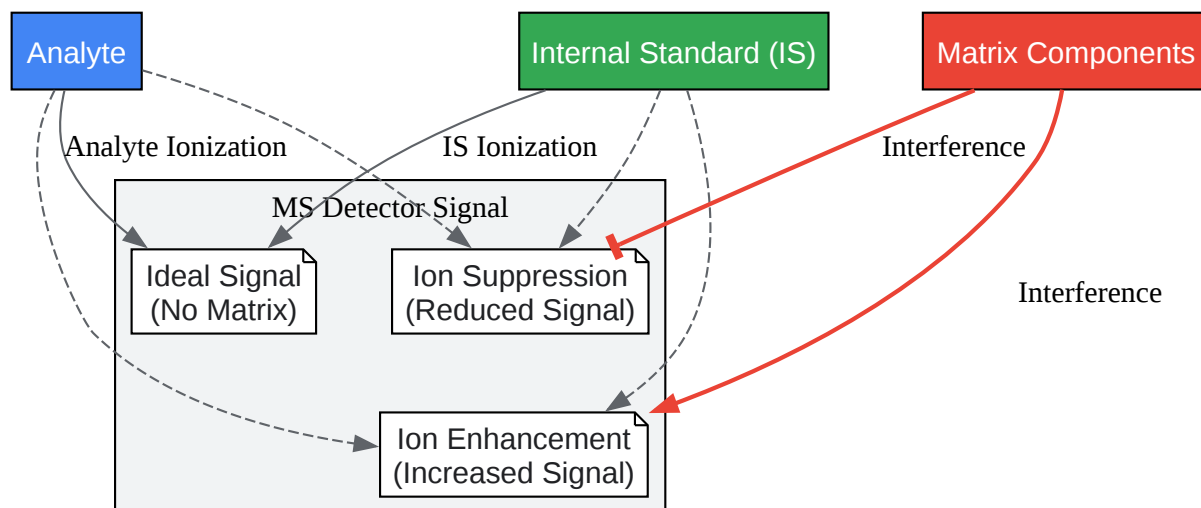 Analyte
Internal Standard (IS)
Matrix Components
Analyte Ionization
IS Ionization
Interference
MS Detector Signal
Ideal Signal
(No Matrix)
Ion Suppression
(Reduced Signal)
Interference
Ion Enhancement
(Increased Signal)